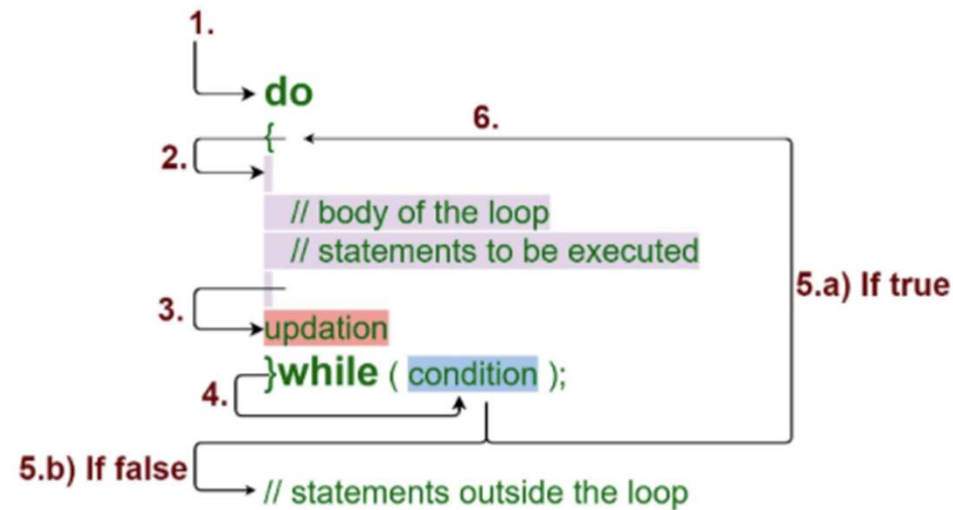 1.
do
6.
{
2.
// body of the loop
// statements to be executed
5.a) If true
3.
updation
}while ( condition );
4.
5.b) If false
// statements outside the loop